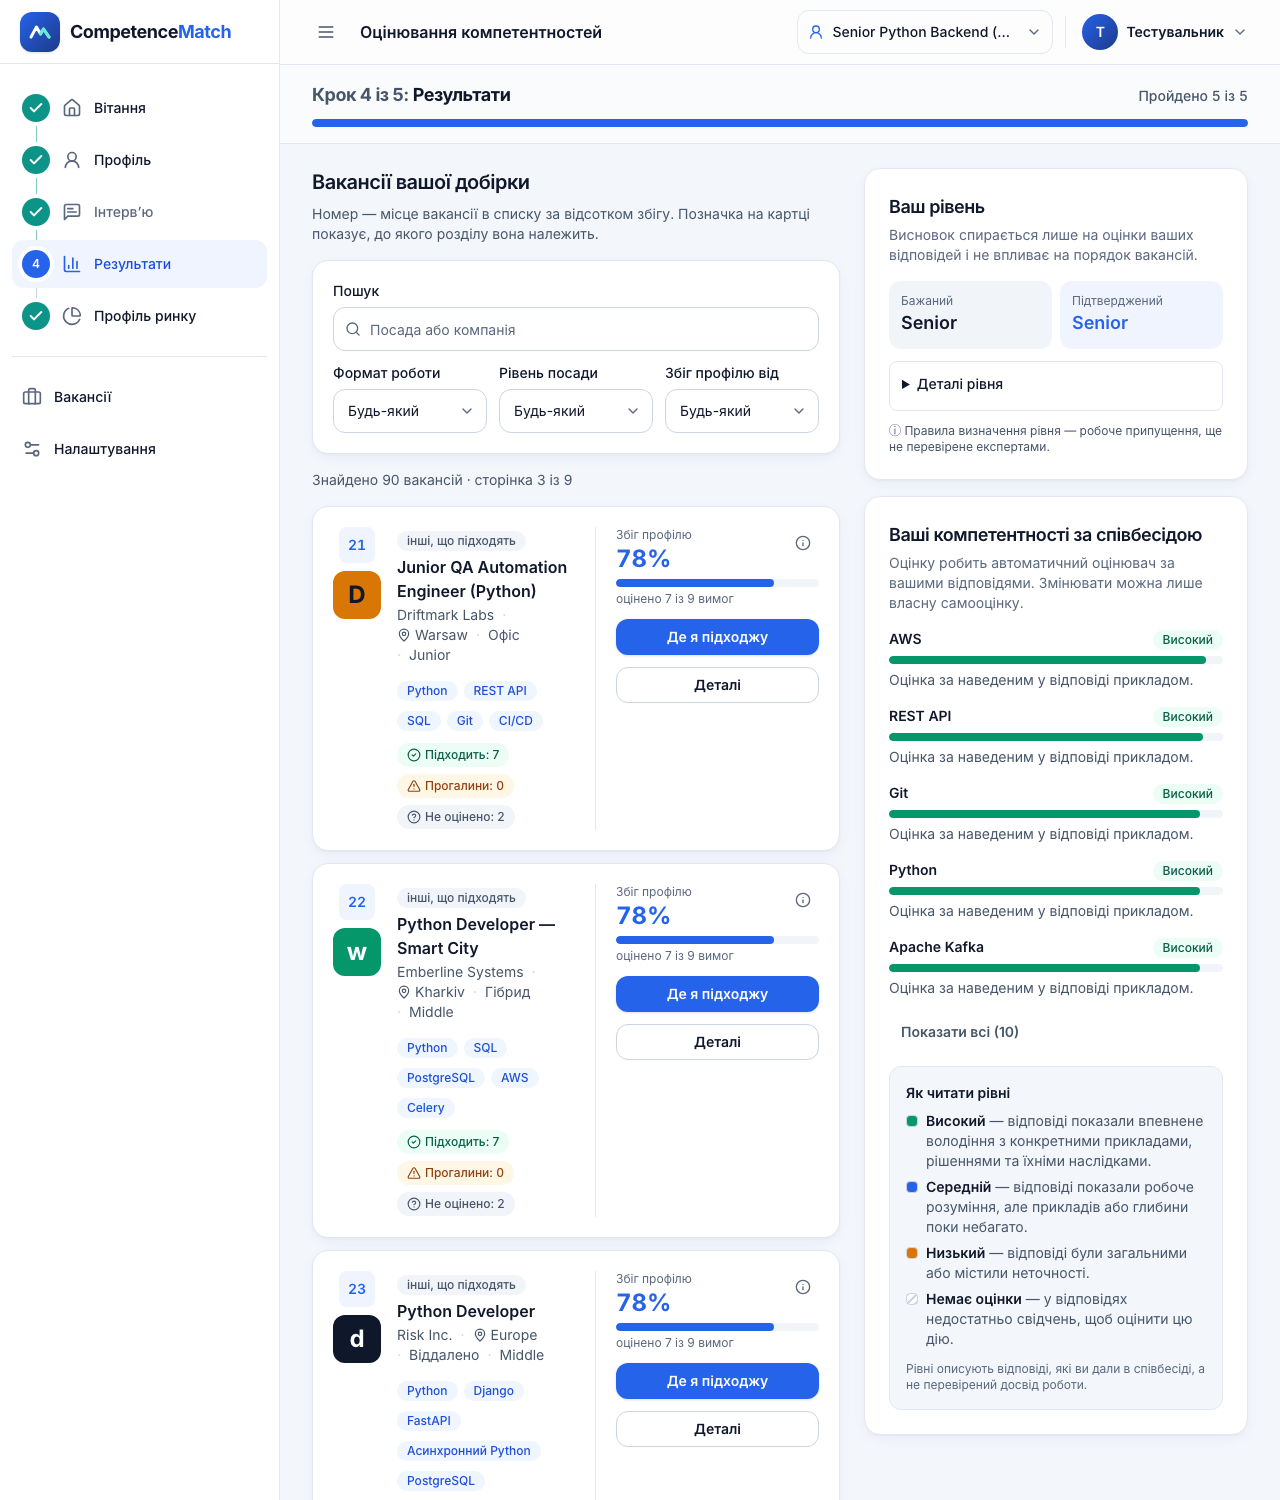 CompetenceMatch
Вітання
Профіль
Інтерв’ю
4
Результати
Профіль ринку
Вакансії
Налаштування
Оцінювання компетентностей
Senior Python Backend (...
Т
Тестувальник
Крок 4 із 5: Результати
Пройдено 5 із 5
Вакансії вашої добірки
Номер — місце вакансії в списку за відсотком збігу. Позначка на картці
показує, до якого розділу вона належить.
Пошук
Посада або компанія
Формат роботи
Рівень посади
Збіг профілю від
Будь-який
Будь-який
Будь-який
Знайдено 90 вакансій · сторінка 3 із 9
21
D
інші, що підходять
Junior QA Automation
Engineer (Python)
Driftmark Labs ·
Warsaw · Офіс
· Junior
Python REST API
SQL Git CI/CD
Підходить: 7
Прогалини: 0
Не оцінено: 2
Збіг профілю
78%
оцінено 7 із 9 вимог
Де я підходжу
Деталі
22
w
інші, що підходять
Python Developer —
Smart City
Emberline Systems ·
Kharkiv · Гібрид
· Middle
Python SQL
PostgreSQL AWS
Celery
Підходить: 7
Прогалини: 0
Не оцінено: 2
Збіг профілю
78%
оцінено 7 із 9 вимог
Де я підходжу
Деталі
23
d
інші, що підходять
Python Developer
Risk Inc. · Europe
· Віддалено · Middle
Python Django
FastAPI
Асинхронний Python
PostgreSQL
Збіг профілю
78%
оцінено 7 із 9 вимог
Де я підходжу
Деталі
Ваш рівень
Висновок спирається лише на оцінки ваших
відповідей і не впливає на порядок вакансій.
Бажаний
Senior
Підтверджений
Senior
Деталі рівня
ⓘ Правила визначення рівня — робоче припущення, ще
не перевірене експертами.
Ваші компетентності за співбесідою
Оцінку робить автоматичний оцінювач за
вашими відповідями. Змінювати можна лише
власну самооцінку.
AWS
Високий
Оцінка за наведеним у відповіді прикладом.
REST API
Високий
Оцінка за наведеним у відповіді прикладом.
Git
Високий
Оцінка за наведеним у відповіді прикладом.
Python
Високий
Оцінка за наведеним у відповіді прикладом.
Apache Kafka
Високий
Оцінка за наведеним у відповіді прикладом.
Показати всі (10)
Як читати рівні
Високий — відповіді показали впевнене
володіння з конкретними прикладами,
рішеннями та їхніми наслідками.
Середній — відповіді показали робоче
розуміння, але прикладів або глибини
поки небагато.
Низький — відповіді були загальними
або містили неточності.
Немає оцінки — у відповідях
недостатньо свідчень, щоб оцінити цю
дію.
Рівні описують відповіді, які ви дали в співбесіді, а
не перевірений досвід роботи.